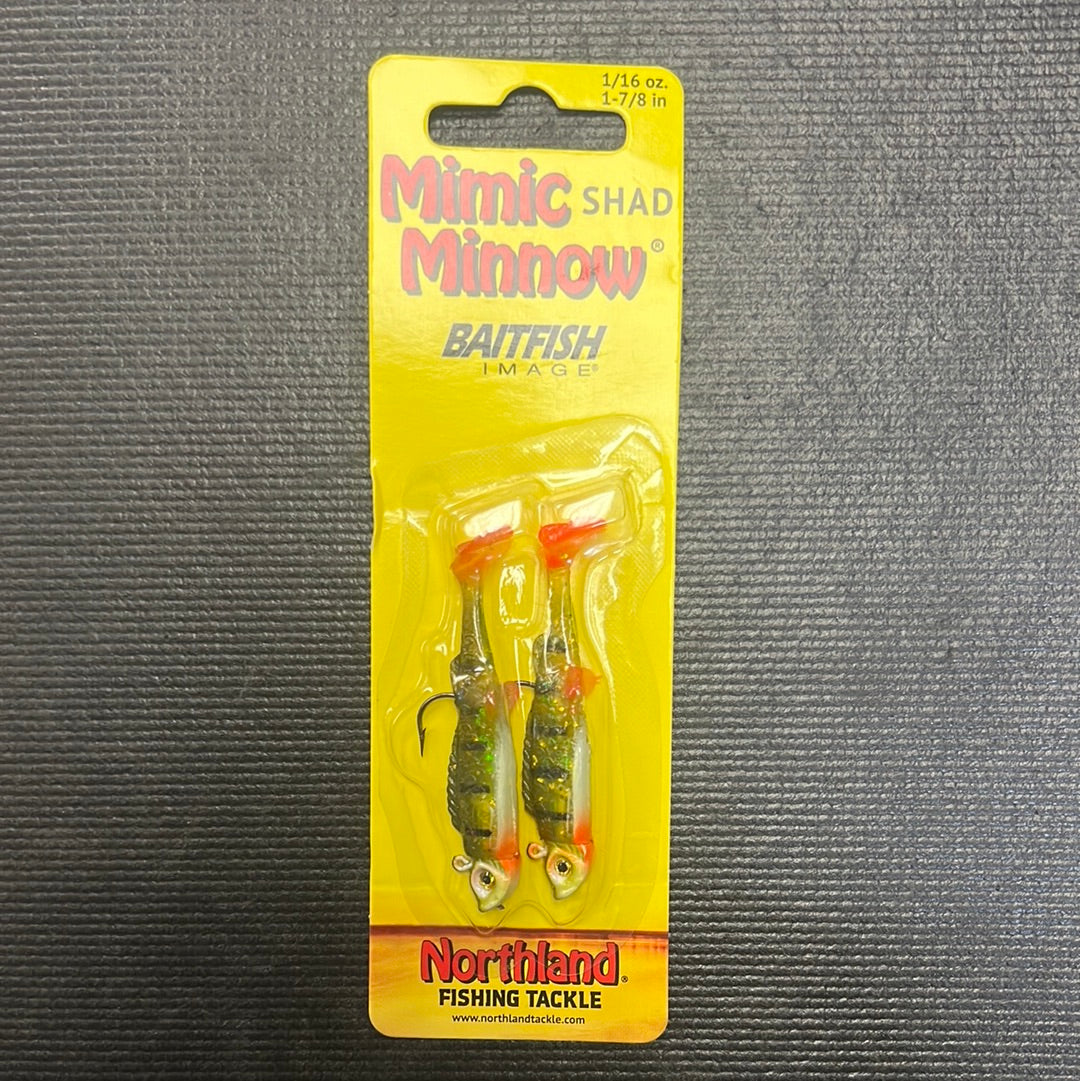 1/16 oz.
1-7/8 in
Mimic SHAD
Minnow®
BAITFISH
IMAGE®
Northland®
FISHING TACKLE
www.northlandtackle.com